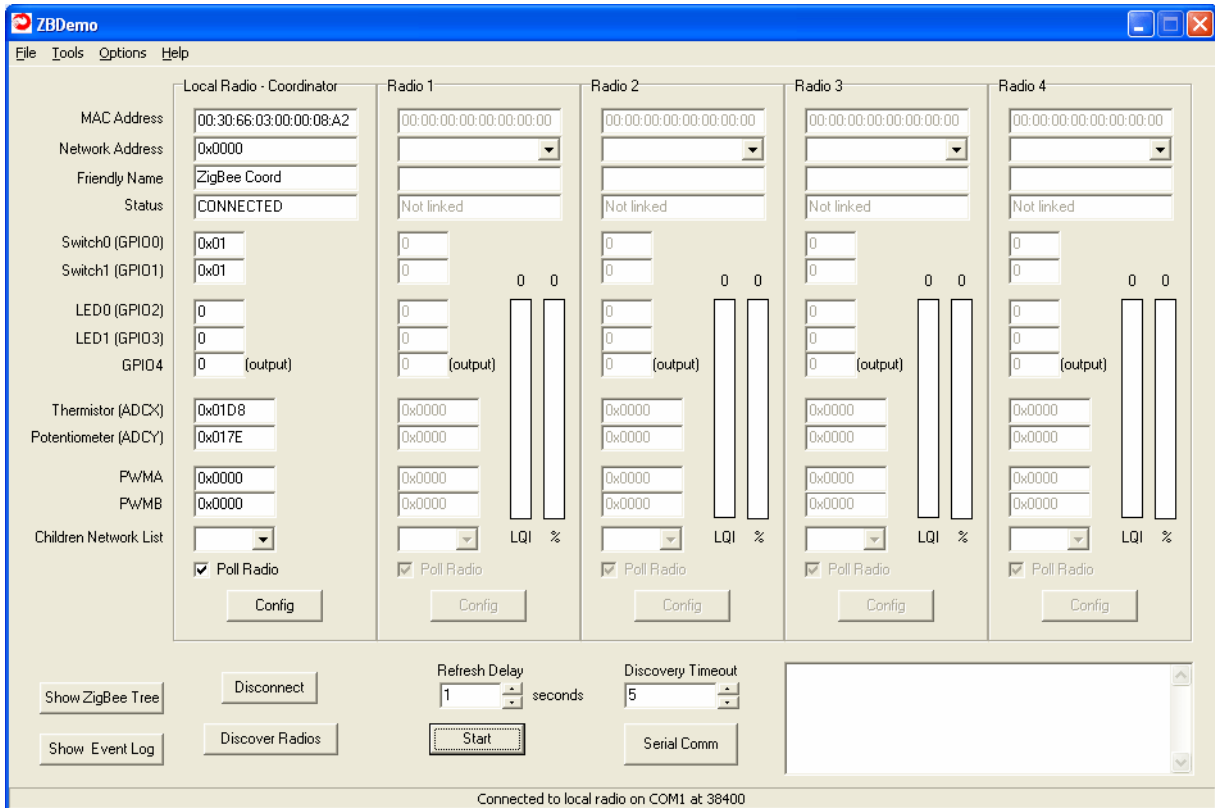 ZBDemo
File Tools Options Help
Local Radio - Coordinator Radio 1 Radio 2 Radio 3 Radio 4
MAC Address 00:30:66:03:00:00:08:A2 00:00:00:00:00:00:00:00 00:00:00:00:00:00:00:00 00:00:00:00:00:00:00:00 00:00:00:00:00:00:00:00
Network Address 0x0000
Friendly Name ZigBee Coord
Status CONNECTED Not linked Not linked Not linked Not linked
Switch0 (GPIO0) 0x01 0 0 0 0
Switch1 (GPIO1) 0x01 0 0 0 0 0 0 0 0 0 0 0 0
LED0 (GPIO2) 0 0 0 0 0
LED1 (GPIO3) 0 0 0 0 0
GPIO4 0 (output) 0 (output) 0 (output) 0 (output) 0 (output)
Thermistor (ADCX) 0x01D8 0x0000 0x0000 0x0000 0x0000
Potentiometer (ADCY) 0x017E 0x0000 0x0000 0x0000 0x0000
PWMA 0x0000 0x0000 0x0000 0x0000 0x0000
PWMB 0x0000 0x0000 0x0000 0x0000 0x0000
Children Network List LQI % LQI % LQI % LQI %
Poll Radio Poll Radio Poll Radio Poll Radio Poll Radio
Config Config Config Config Config
Refresh Delay Discovery Timeout
Show ZigBee Tree Disconnect 1 seconds 5
Show Event Log Discover Radios Start Serial Comm
Connected to local radio on COM1 at 38400